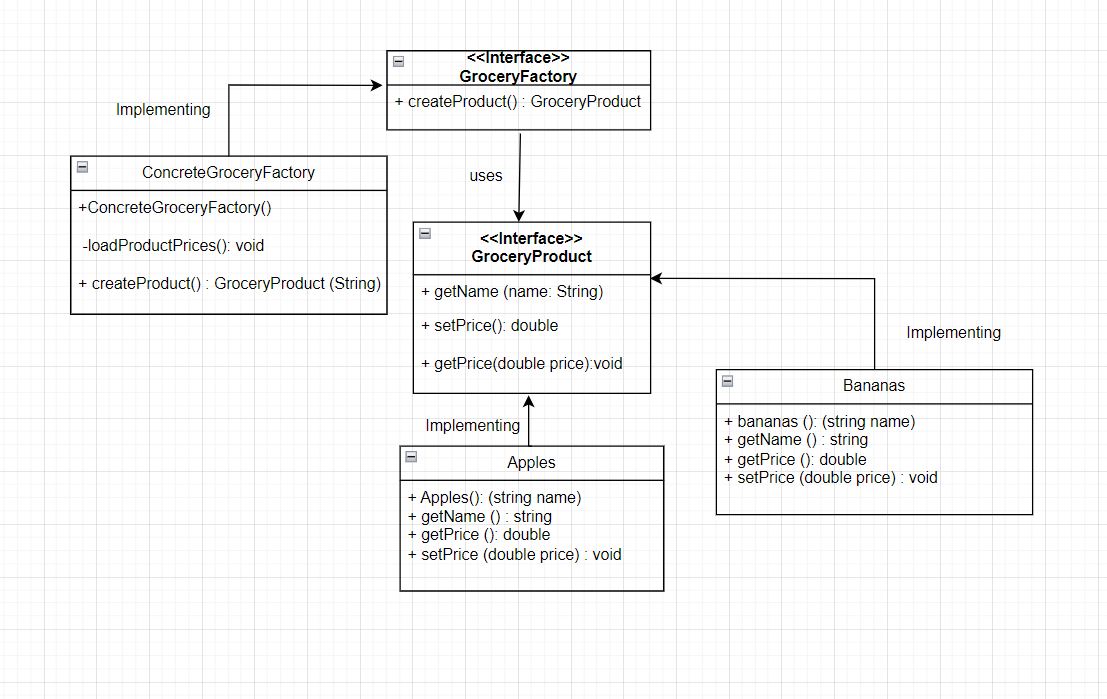 <<Interface>>
GroceryFactory
+ createProduct() : GroceryProduct
Implementing
ConcreteGroceryFactory
+ConcreteGroceryFactory()
-loadProductPrices(): void
+ createProduct() : GroceryProduct (String)
uses
<<Interface>>
GroceryProduct
+ getName (name: String)
+ setPrice(): double
+ getPrice(double price):void
Implementing
Bananas
+ bananas (): (string name)
+ getName () : string
+ getPrice (): double
+ setPrice (double price) : void
Implementing
Apples
+ Apples(): (string name)
+ getName () : string
+ getPrice (): double
+ setPrice (double price) : void